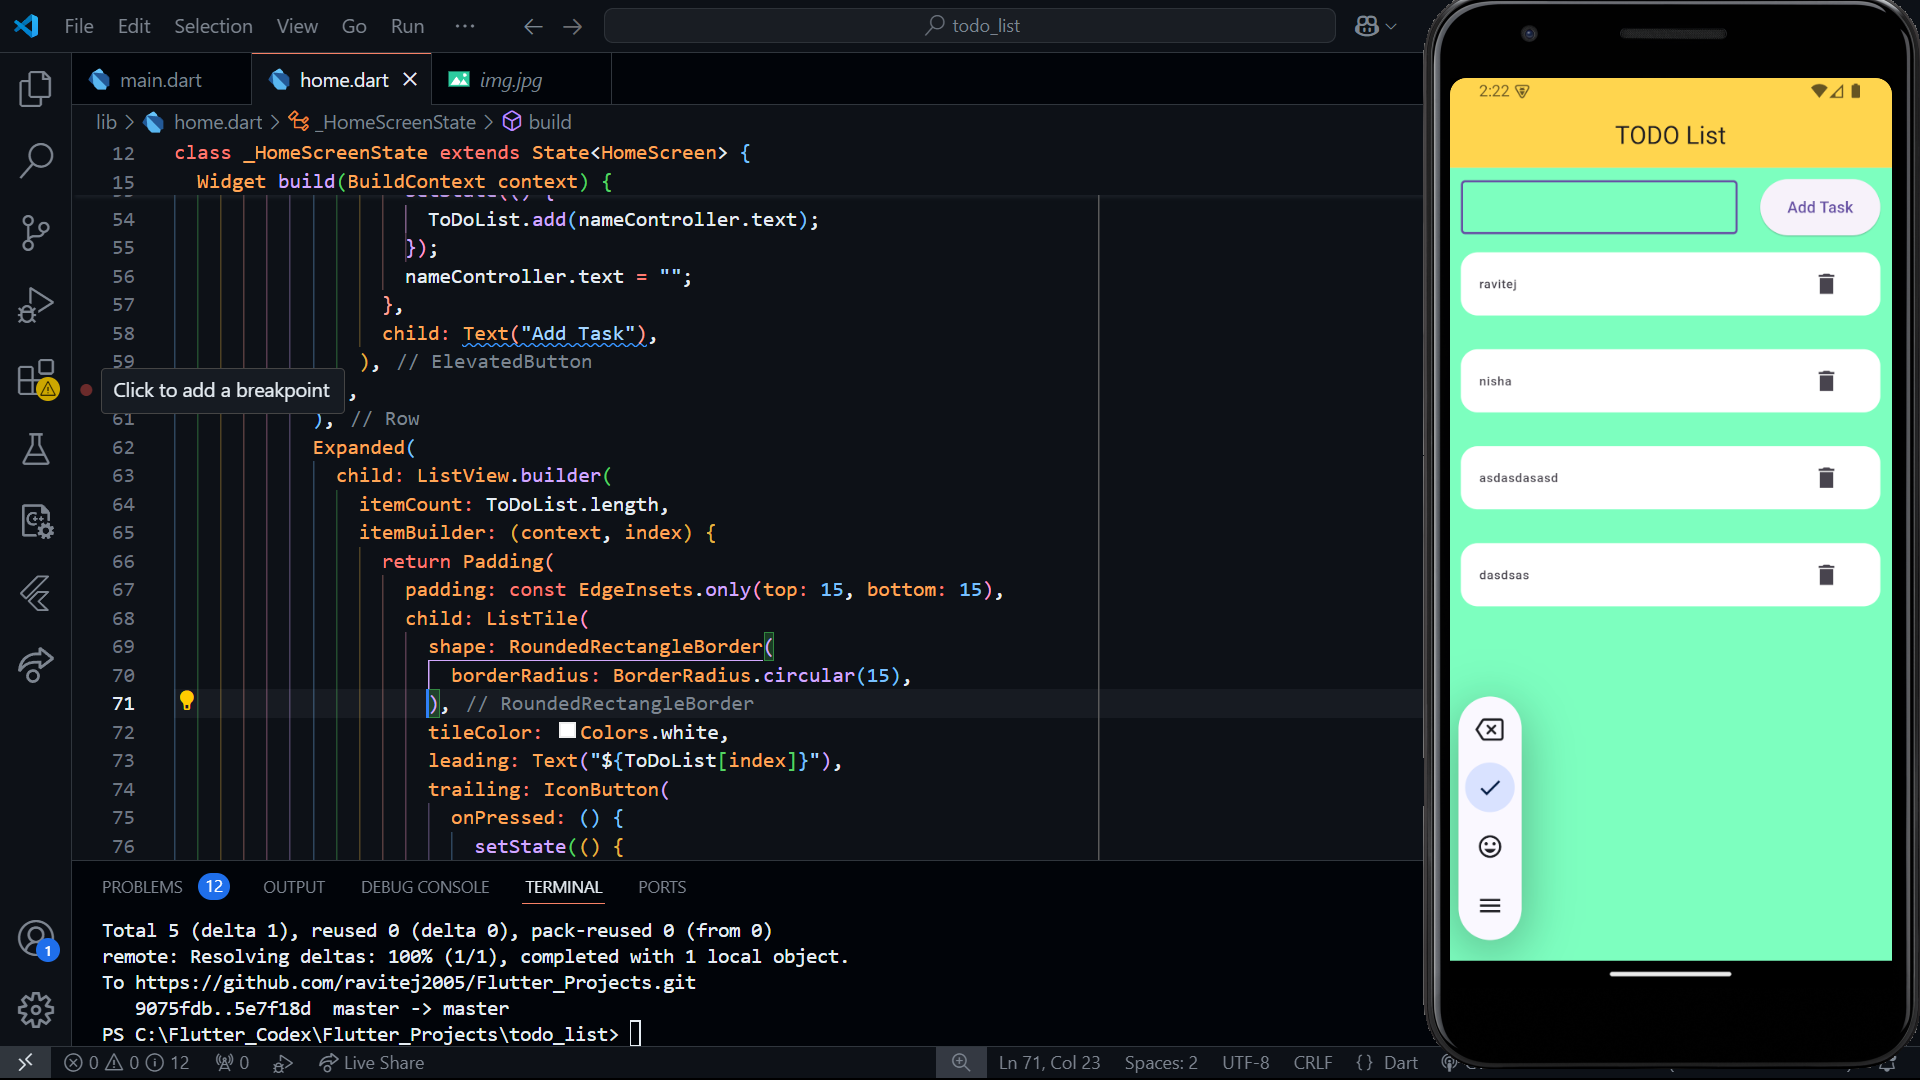 File Edit Selection View Go Run ···
todo_list
main.dart
home.dart
img.jpg
lib > home.dart > _HomeScreenState > build
12 class _HomeScreenState extends State<HomeScreen> {
15 Widget build(BuildContext context) {
54 ToDoList.add(nameController.text);
55 });
56 nameController.text = "";
57 },
58 child: Text("Add Task"),
59 ), // ElevatedButton
Click to add a breakpoint
,
61 ), // Row
62 Expanded(
63 child: ListView.builder(
64 itemCount: ToDoList.length,
65 itemBuilder: (context, index) {
66 return Padding(
67 padding: const EdgeInsets.only(top: 15, bottom: 15),
68 child: ListTile(
69 shape: RoundedRectangleBorder(
70 borderRadius: BorderRadius.circular(15),
71 ), // RoundedRectangleBorder
72 tileColor: Colors.white,
73 leading: Text("${ToDoList[index]}"),
74 trailing: IconButton(
75 onPressed: () {
76 setState(() {
PROBLEMS 12 OUTPUT DEBUG CONSOLE TERMINAL PORTS
Total 5 (delta 1), reused 0 (delta 0), pack-reused 0 (from 0)
remote: Resolving deltas: 100% (1/1), completed with 1 local object.
To https://github.com/ravitej2005/Flutter_Projects.git
9075fdb..5e7f18d master -> master
PS C:\Flutter_Codex\Flutter_Projects\todo_list>
1
0 0 12 0 Live Share
Ln 71, Col 23 Spaces: 2 UTF-8 CRLF {} Dart
2:22
TODO List
Add Task
ravitej
nisha
asdasdasasd
dasdsas